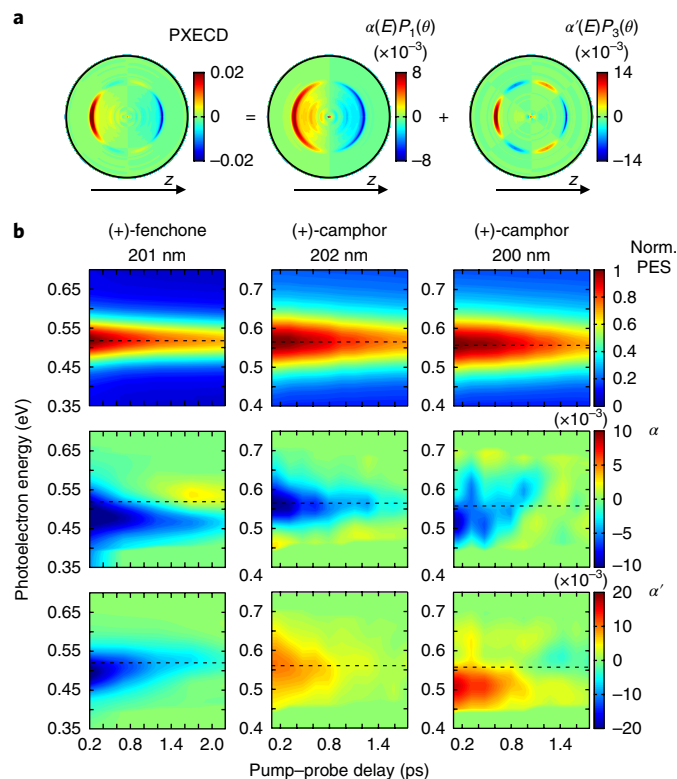 a
PXECD
α(E)P₁(θ)
(×10⁻³)
α′(E)P₃(θ)
(×10⁻³)
0.02
0
−0.02
=
8
0
−8
+
14
0
−14
z
z
z
b
(+)-fenchone
201 nm
(+)-camphor
202 nm
(+)-camphor
200 nm
Norm.
PES
0.65
0.55
0.45
0.35
0.7
0.6
0.5
0.4
0.7
0.6
0.5
0.4
1
0.8
0.6
0.4
0.2
0
Photoelectron energy (eV)
0.65
0.55
0.45
0.35
0.7
0.6
0.5
0.4
0.7
0.6
0.5
0.4
(×10⁻³)
10
5
0
−5
−10
α
0.65
0.55
0.45
0.35
0.7
0.6
0.5
0.4
0.7
0.6
0.5
0.4
(×10⁻³)
20
10
0
−10
−20
α′
0.2 0.8 1.4 2.0
0.2 0.8 1.4
0.2 0.8 1.4
Pump–probe delay (ps)